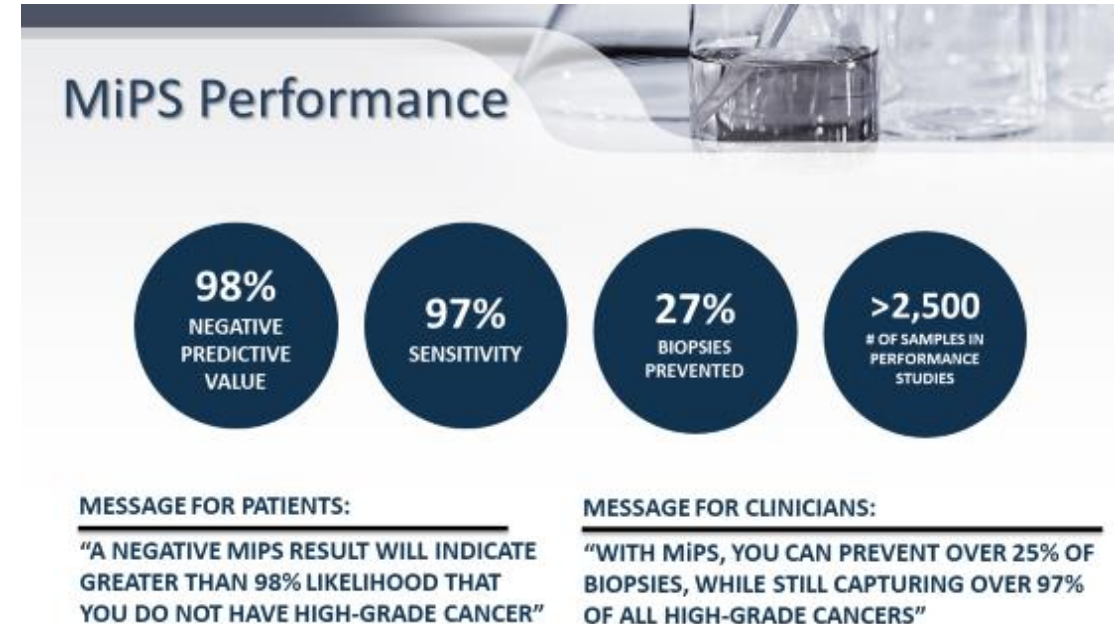 MiPS Performance
98%
NEGATIVE
PREDICTIVE
VALUE
97%
SENSITIVITY
27%
BIOPSIES
PREVENTED
>2,500
# OF SAMPLES IN
PERFORMANCE
STUDIES
MESSAGE FOR PATIENTS:
“A NEGATIVE MIPS RESULT WILL INDICATE
GREATER THAN 98% LIKELIHOOD THAT
YOU DO NOT HAVE HIGH-GRADE CANCER”
MESSAGE FOR CLINICIANS:
“WITH MiPS, YOU CAN PREVENT OVER 25% OF
BIOPSIES, WHILE STILL CAPTURING OVER 97%
OF ALL HIGH-GRADE CANCERS”